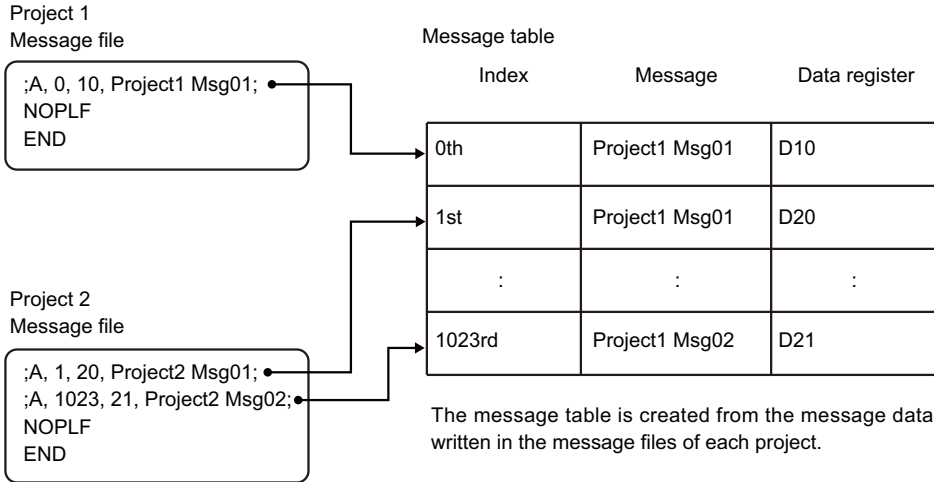 Project 1
Message file
;A, 0, 10, Project1 Msg01;
NOPLF
END
Project 2
Message file
;A, 1, 20, Project2 Msg01;
;A, 1023, 21, Project2 Msg02;
NOPLF
END
Message table
Index Message Data register
0th Project1 Msg01 D10
1st Project1 Msg01 D20
: : :
1023rd Project1 Msg02 D21
The message table is created from the message data
written in the message files of each project.